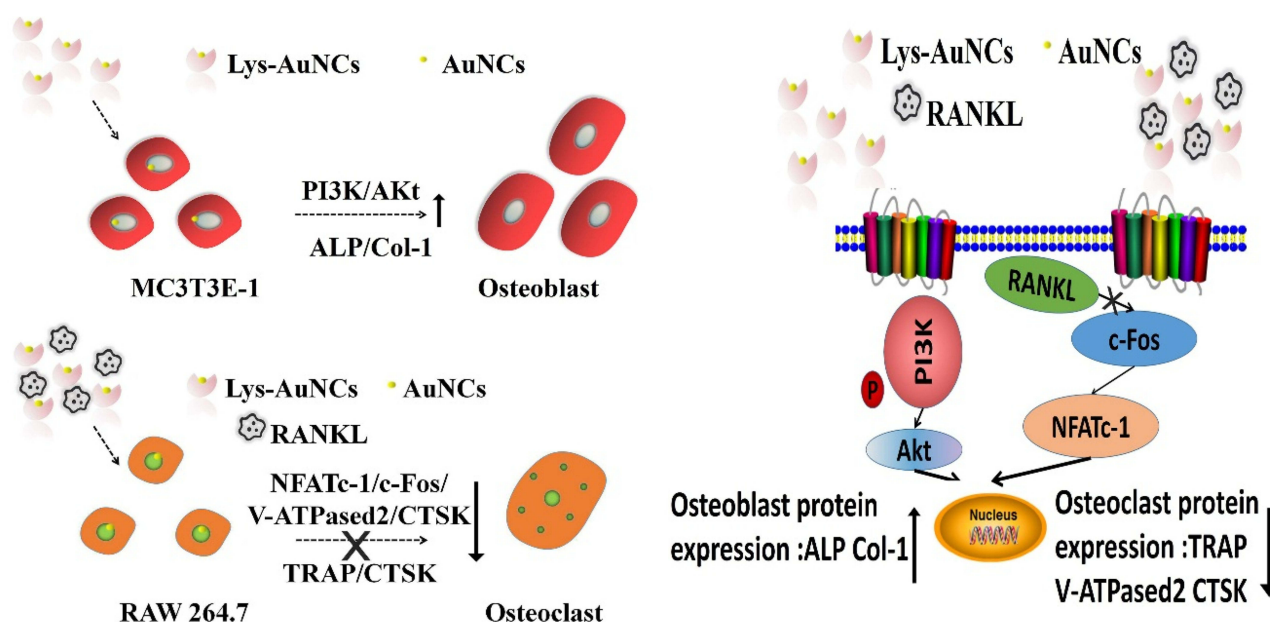 Lys-AuNCs
AuNCs
PI3K/AKt
ALP/Col-1
MC3T3E-1
Osteoblast
Lys-AuNCs
AuNCs
RANKL
NFATc-1/c-Fos/
V-ATPased2/CTSK
TRAP/CTSK
RAW 264.7
Osteoclast
Lys-AuNCs
AuNCs
RANKL
RANKL
PI3K
c-Fos
P
NFATc-1
Akt
Osteoblast protein
expression :ALP Col-1
Nucleus
Osteoclast protein
expression :TRAP
V-ATPased2 CTSK